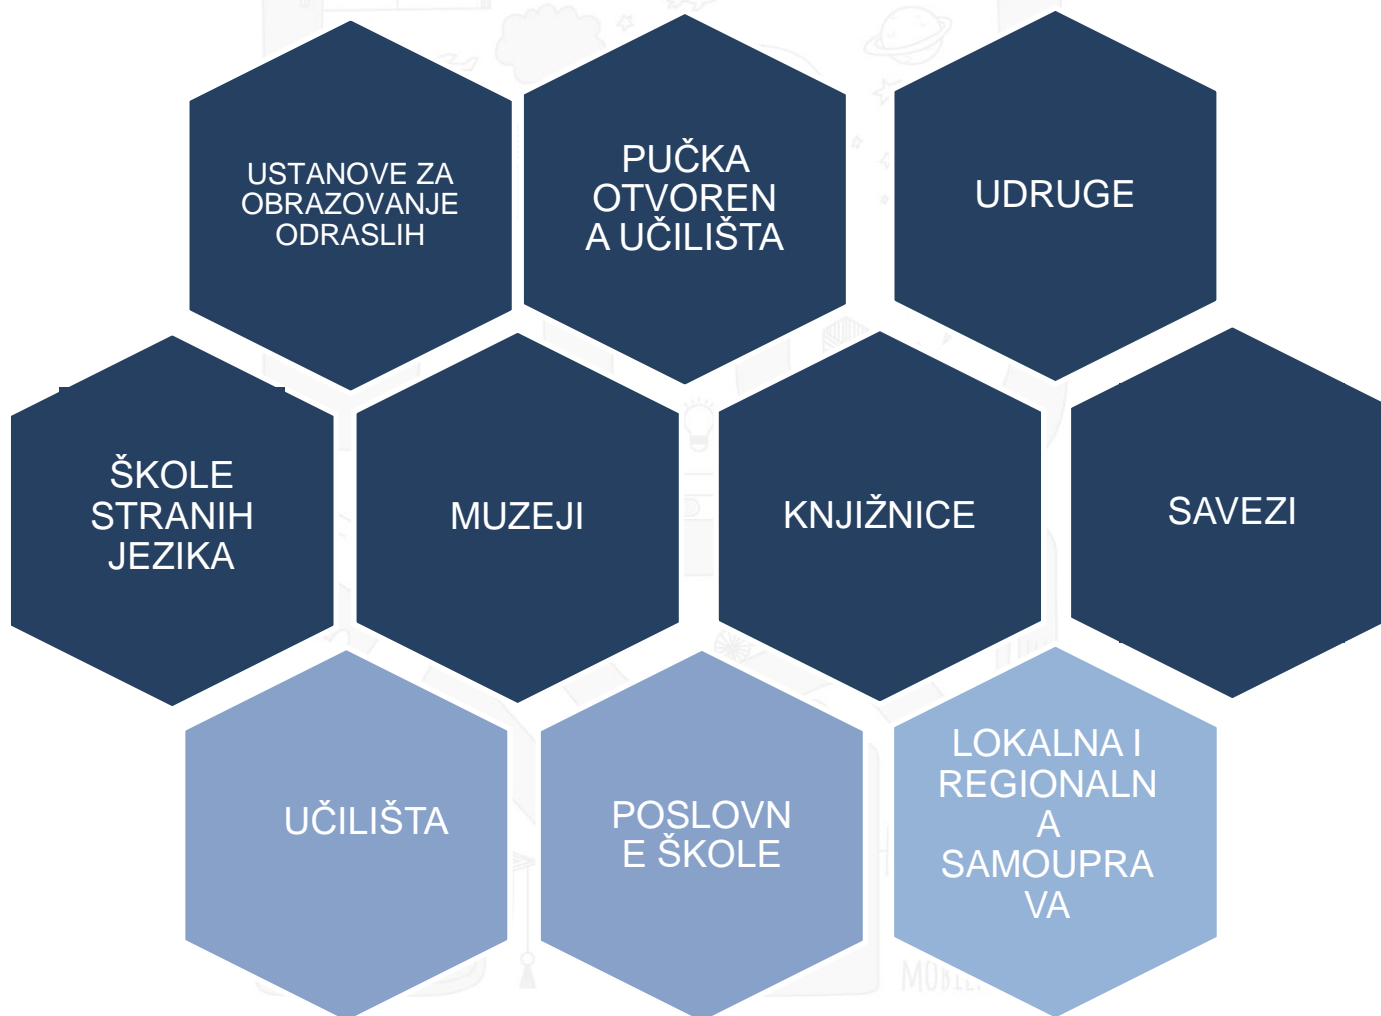 USTANOVE ZA
OBRAZOVANJE
ODRASLIH
PUČKA
OTVOREN
A UČILIŠTA
UDRUGE
ŠKOLE
STRANIH
JEZIKA
MUZEJI
KNJIŽNICE
SAVEZI
UČILIŠTA
POSLOVN
E ŠKOLE
LOKALNA I
REGIONALN
A
SAMOUPRA
VA